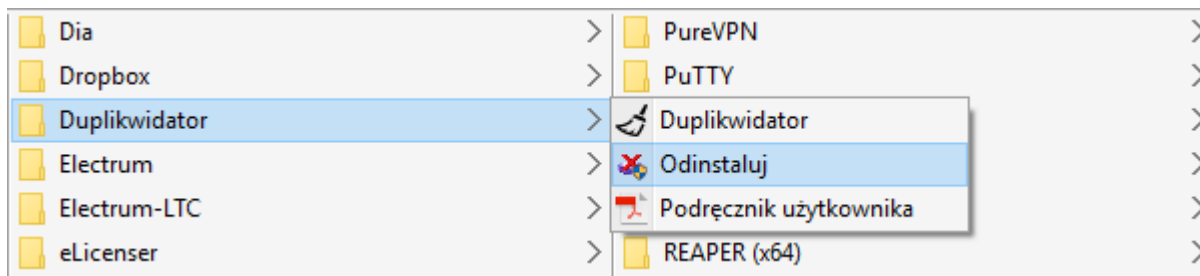 Dia
Dropbox
Duplikwidator
Electrum
Electrum-LTC
eLicenser
PureVPN
PuTTY
Duplikwidator
Odinstaluj
Podręcznik użytkownika
REAPER (x64)